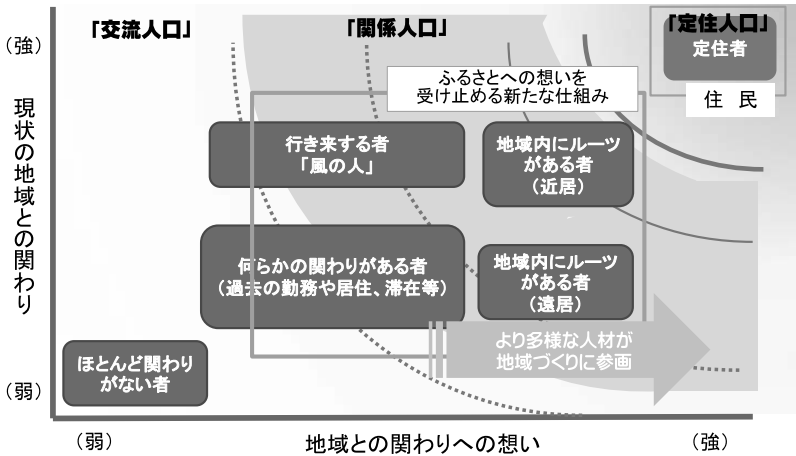 「交流人口」
「関係人口」
「定住人口」
定住者
住　民
（強）
現状の地域との関わり
（弱）
ふるさとへの想いを
受け止める新たな仕組み
行き来する者
「風の人」
地域内にルーツ
がある者
（近居）
何らかの関わりがある者
（過去の勤務や居住、滞在等）
地域内にルーツ
がある者
（遠居）
より多様な人材が
地域づくりに参画
ほとんど関わり
がない者
（弱）
地域との関わりへの想い
（強）